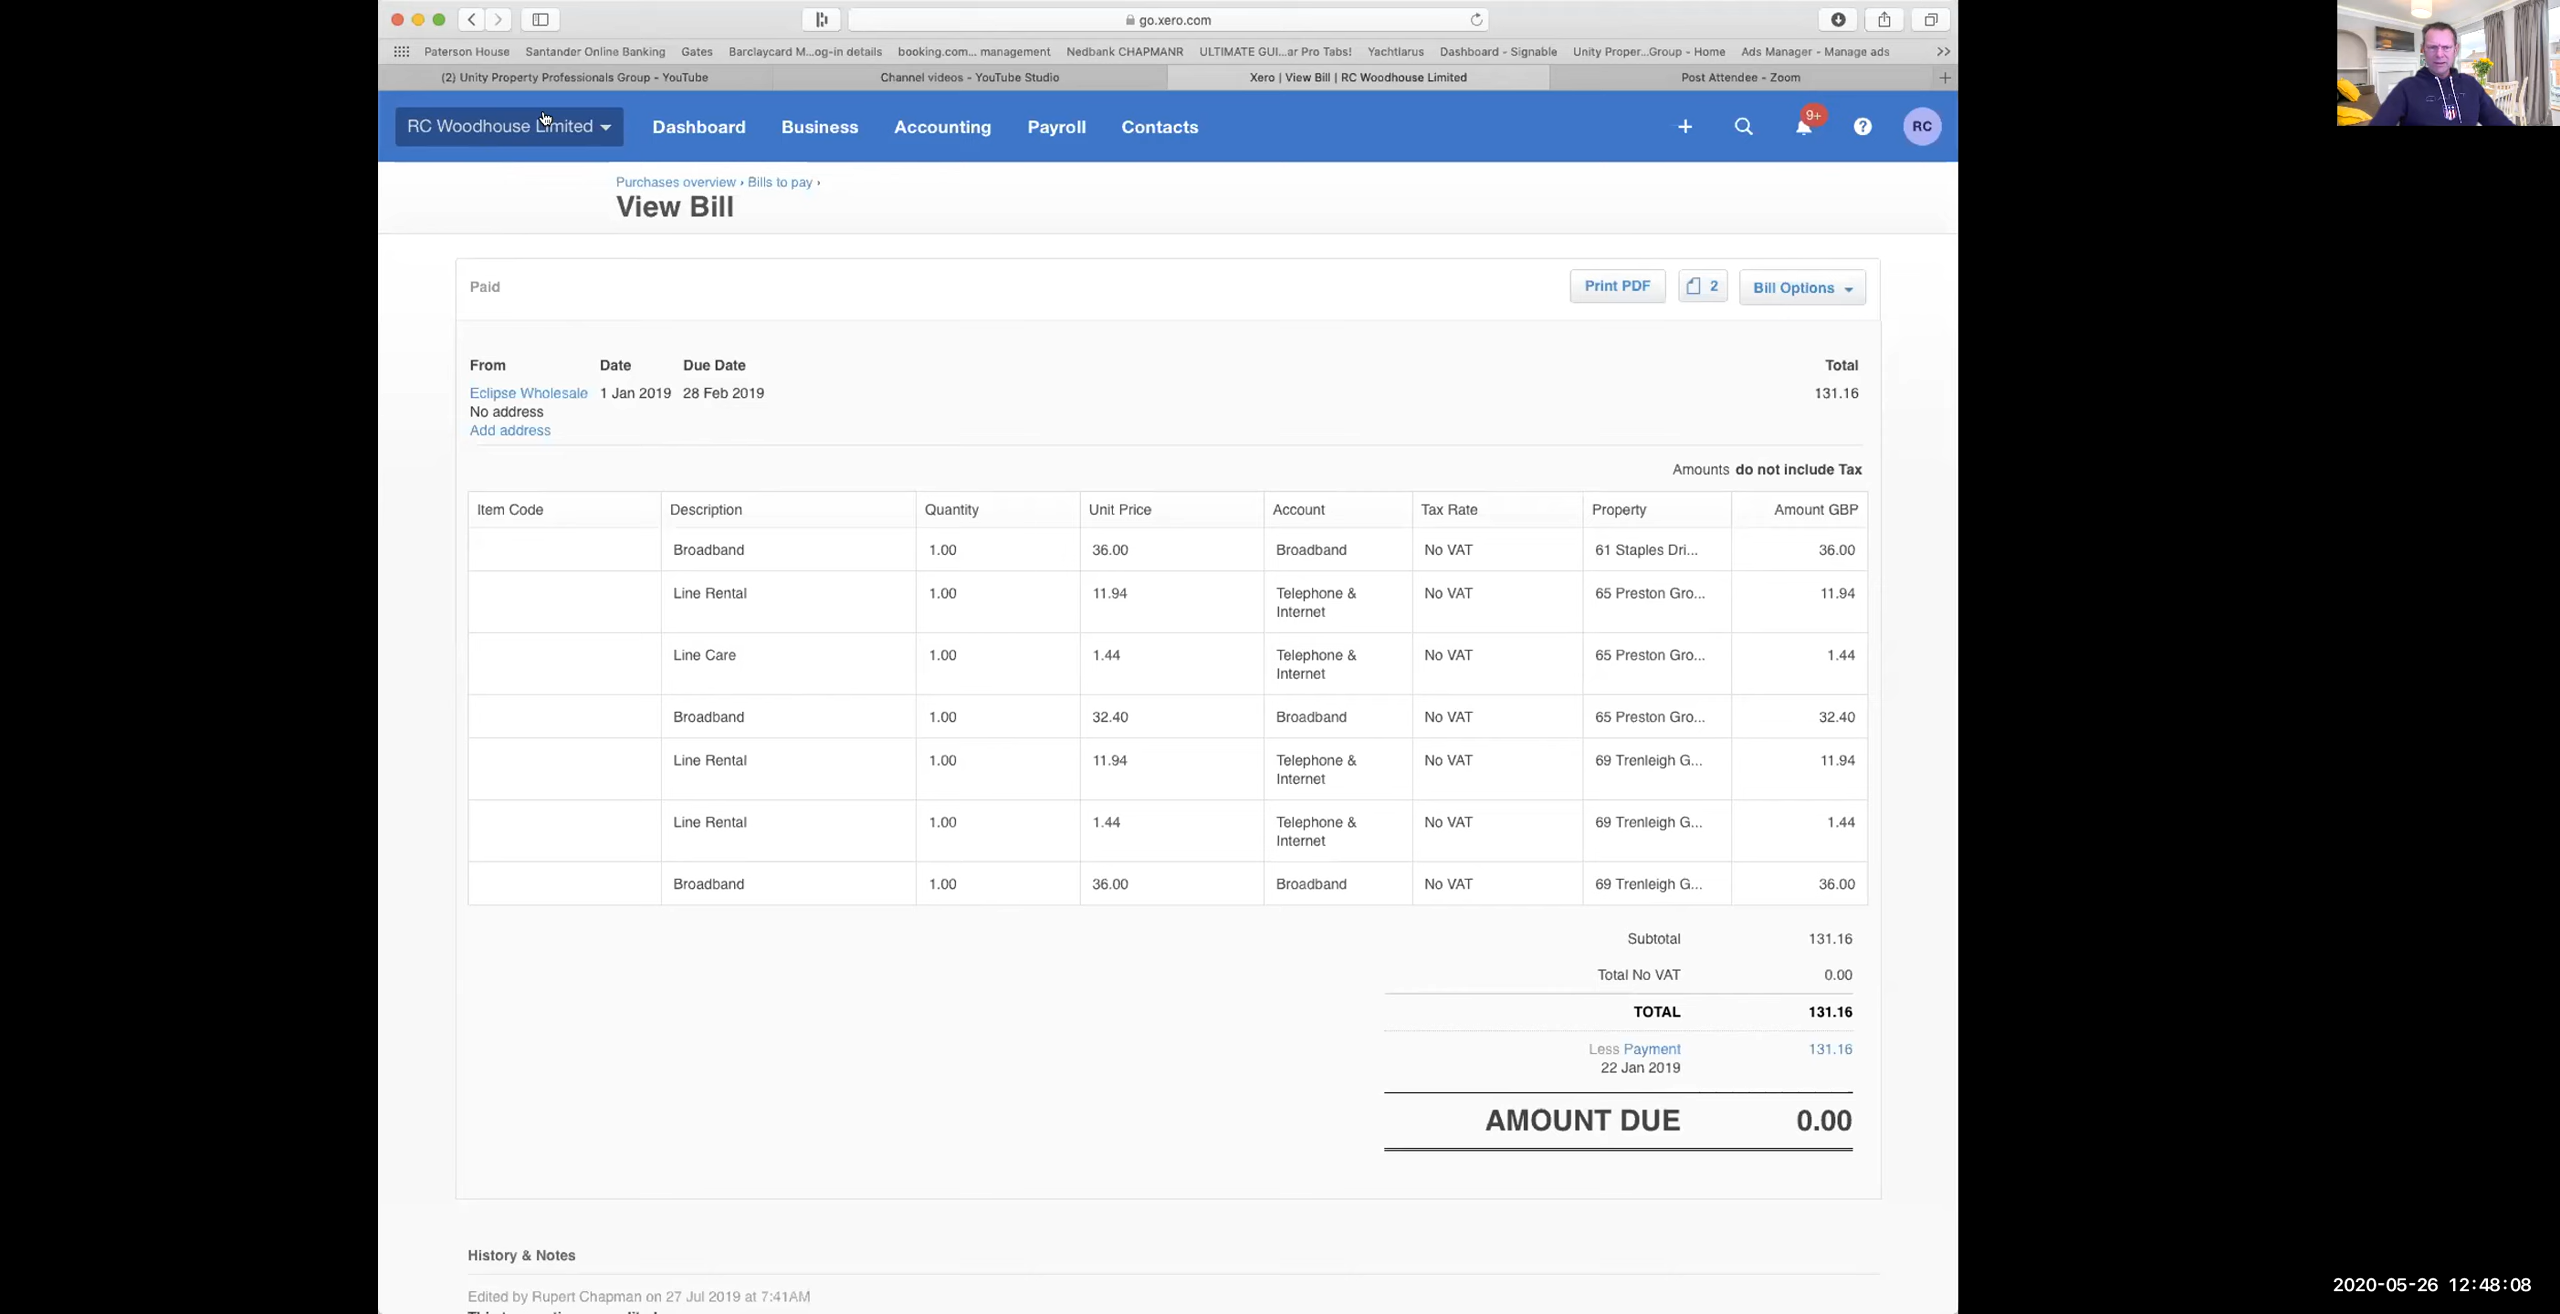 go.xero.com
Paterson House Santander Online Banking Gates Barclaycard M...og-in details booking.com... management Nedbank CHAPMANR ULTIMATE GUI...ar Pro Tabs! Yachtlarus Dashboard - Signable Unity Proper...Group - Home Ads Manager - Manage ads
(2) Unity Property Professionals Group - YouTube Channel videos - YouTube Studio Xero | View Bill | RC Woodhouse Limited Post Attendee - Zoom
RC Woodhouse Limited Dashboard Business Accounting Payroll Contacts 9+ RC
Purchases overview › Bills to pay ›
View Bill
Paid Print PDF 2 Bill Options
From Date Due Date Total
Eclipse Wholesale 1 Jan 2019 28 Feb 2019 131.16
No address
Add address
Amounts do not include Tax
Item Code Description Quantity Unit Price Account Tax Rate Property Amount GBP
Broadband 1.00 36.00 Broadband No VAT 61 Staples Dri... 36.00
Line Rental 1.00 11.94 Telephone & No VAT 65 Preston Gro... 11.94
Internet
Line Care 1.00 1.44 Telephone & No VAT 65 Preston Gro... 1.44
Internet
Broadband 1.00 32.40 Broadband No VAT 65 Preston Gro... 32.40
Line Rental 1.00 11.94 Telephone & No VAT 69 Trenleigh G... 11.94
Internet
Line Rental 1.00 1.44 Telephone & No VAT 69 Trenleigh G... 1.44
Internet
Broadband 1.00 36.00 Broadband No VAT 69 Trenleigh G... 36.00
Subtotal 131.16
Total No VAT 0.00
TOTAL 131.16
Less Payment 131.16
22 Jan 2019
AMOUNT DUE 0.00
History & Notes
Edited by Rupert Chapman on 27 Jul 2019 at 7:41AM
2020-05-26 12:48:08